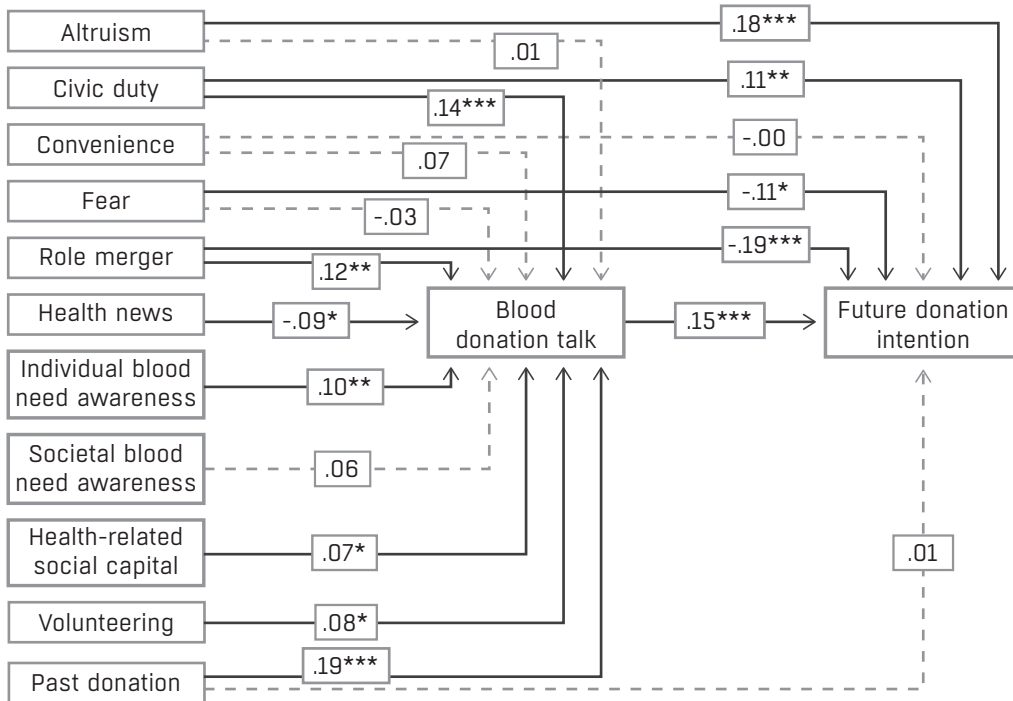 Altruism
.18***
.01
Civic duty
.11**
.14***
Convenience
-.00
.07
Fear
-.11*
-.03
Role merger
-.19***
.12**
Health news
-.09*
Blood
donation talk
.15***
Future donation
intention
Individual blood
need awareness
.10**
Societal blood
need awareness
.06
Health-related
social capital
.07*
.01
Volunteering
.08*
Past donation
.19***